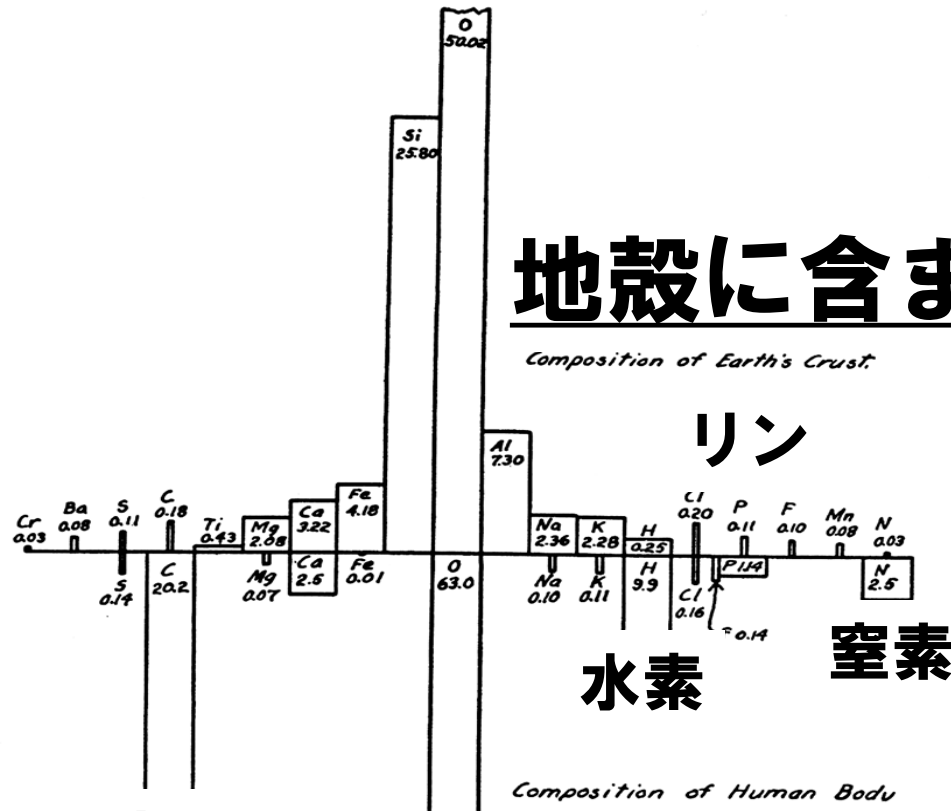 O
50.02
Si
25.80
地殻に含ま
Composition of Earth's Crust.
リン
Al
7.30
Cr
0.03
Ba
0.08
S
0.11
C
0.18
Ti
0.43
Mg
2.08
Ca
3.22
Fe
4.18
Na
2.36
K
2.28
H
0.25
Cl
0.20
P
0.11
F
0.10
Mn
0.08
N
0.03
S
0.14
C
20.2
Mg
0.07
Ca
2.5
Fe
0.01
O
63.0
Na
0.10
K
0.11
H
9.9
Cl
0.16
0.14
P 1.14
N
2.5
水素
窒素
Composition of Human Body